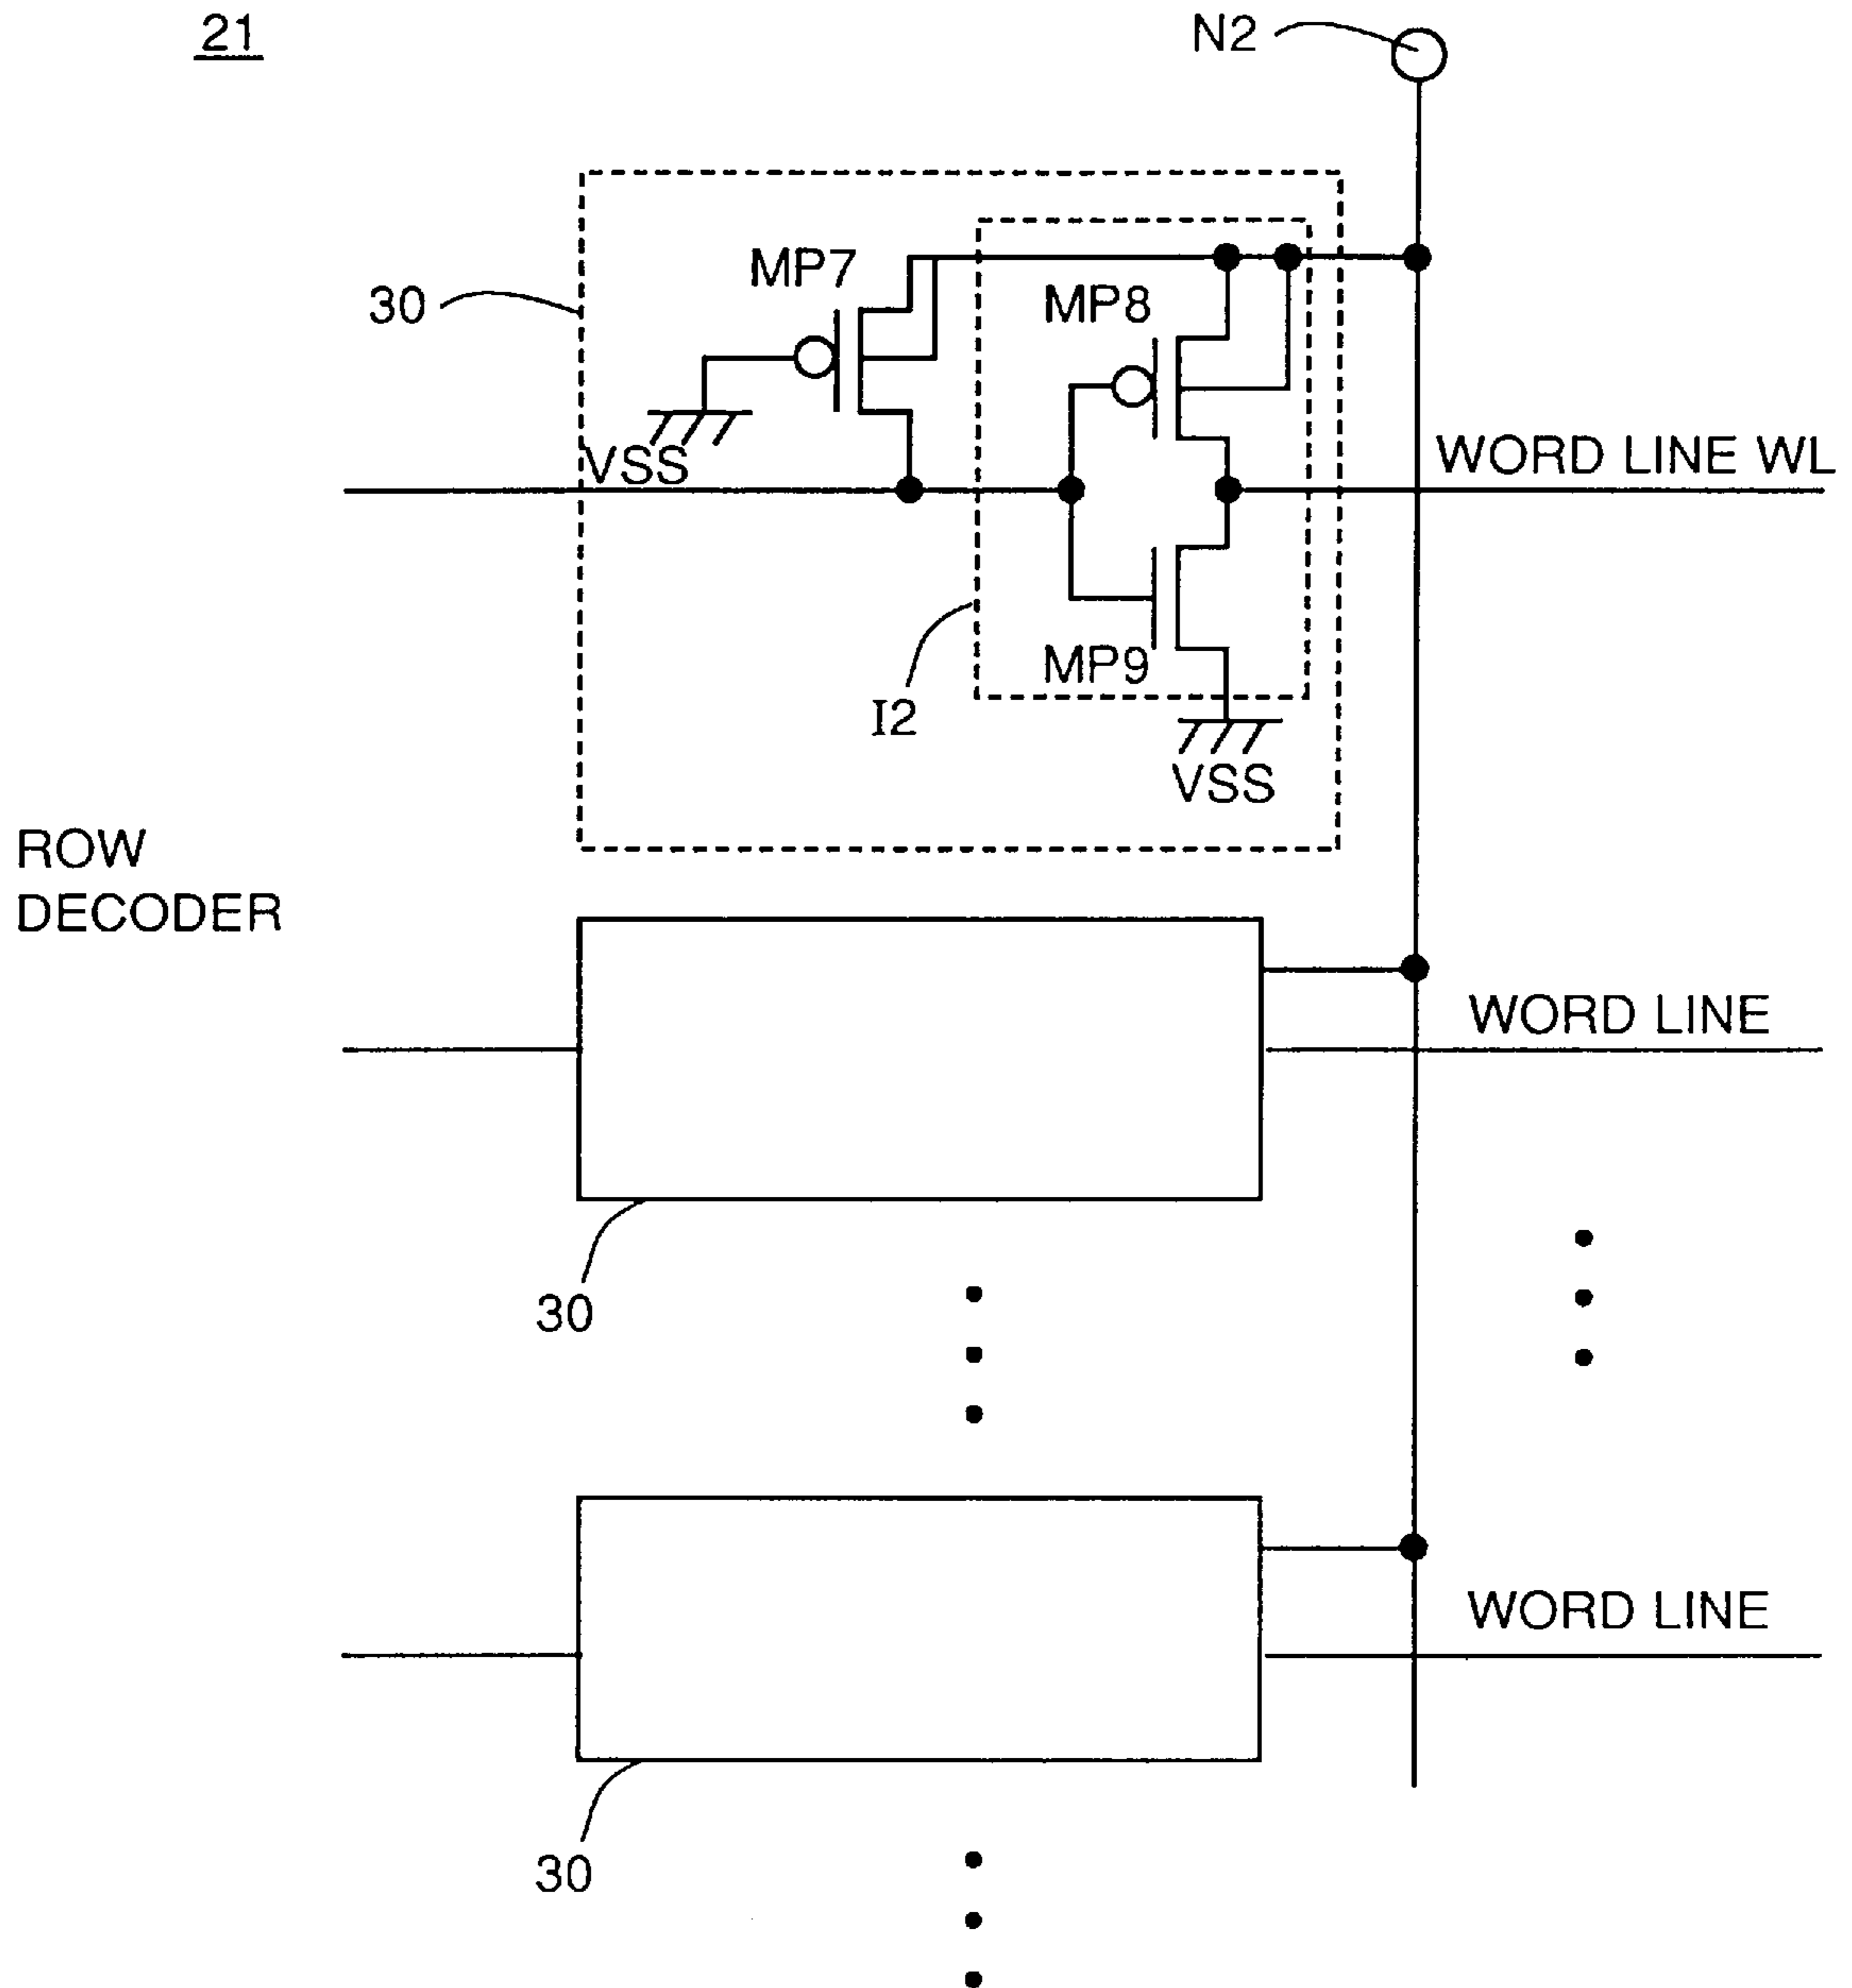 21
N2
MP7
30
MP8
VSS
WORD LINE WL
MP9
I2
VSS
ROW
DECODER
WORD LINE
30
WORD LINE
30